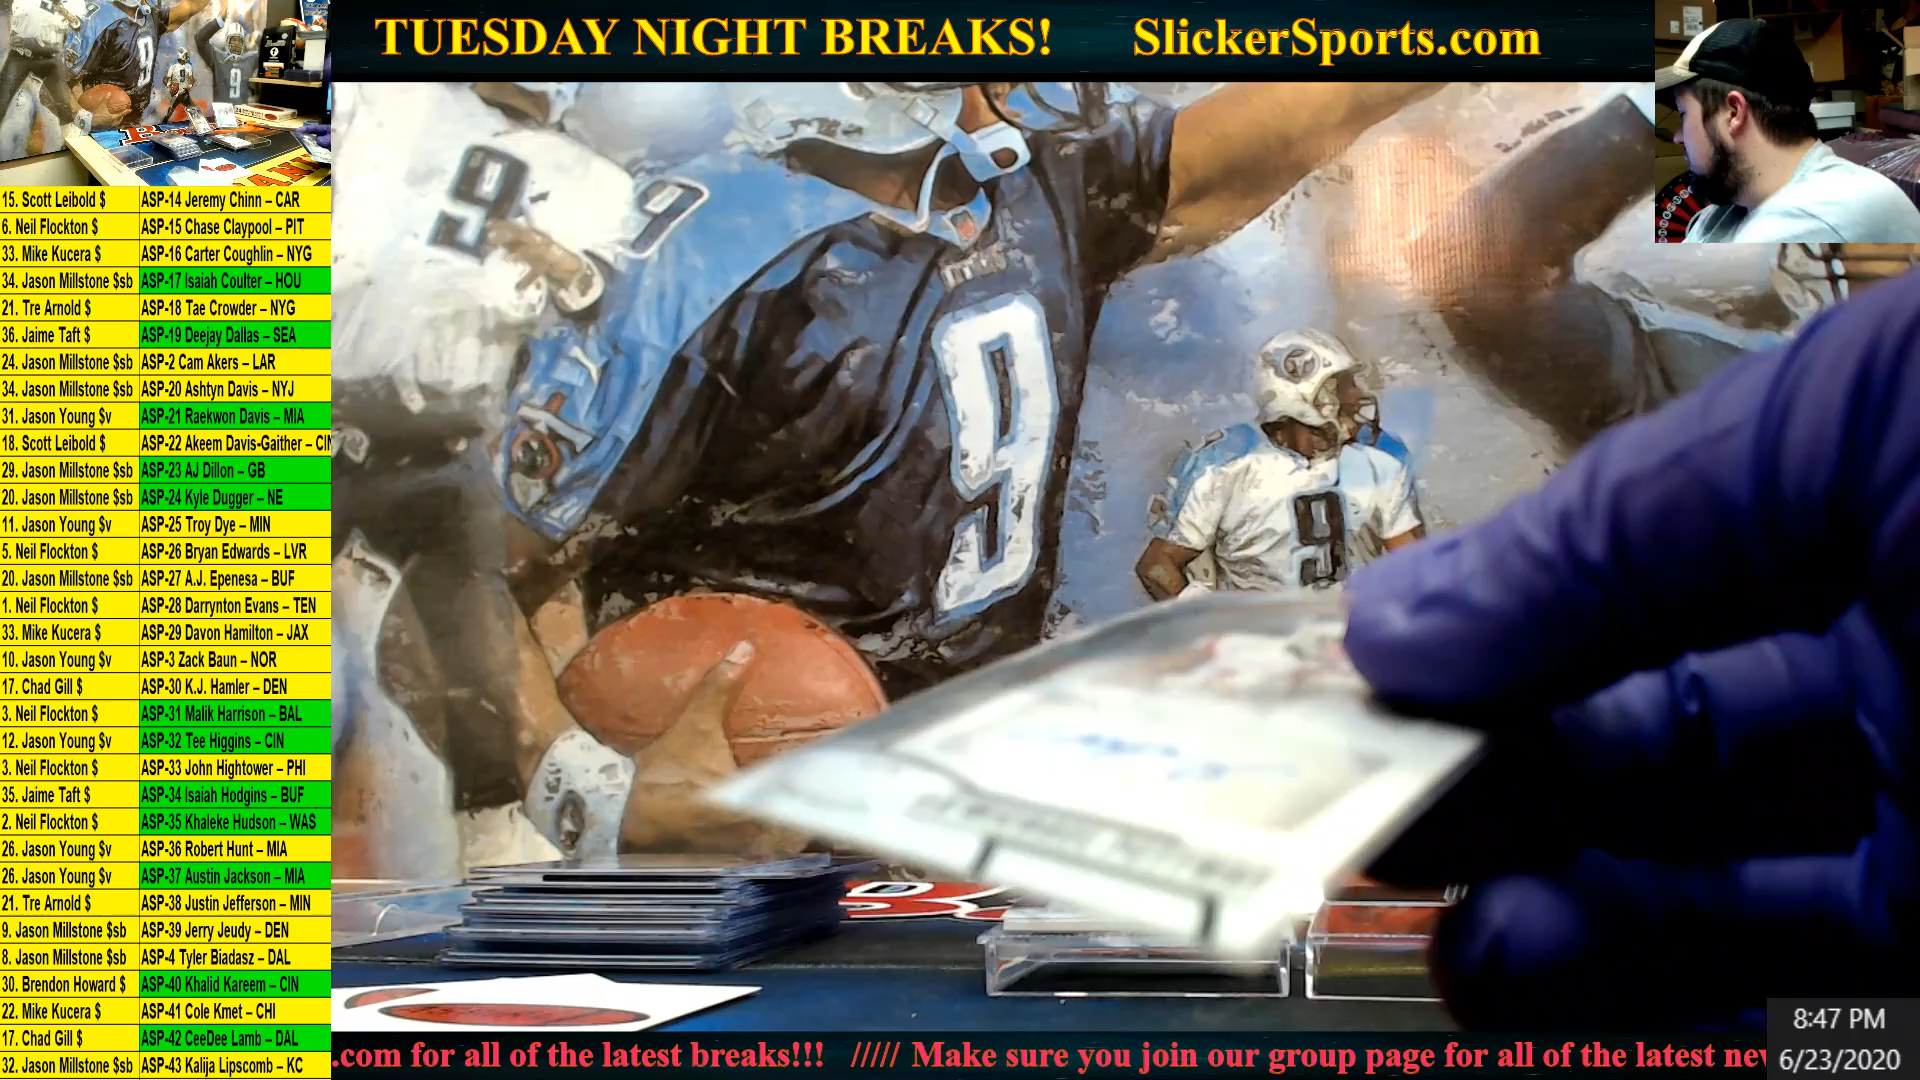 TUESDAY NIGHT BREAKS! SlickerSports.com
15. Scott Leibold $ ASP-14 Jeremy Chinn – CAR
6. Neil Flockton $ ASP-15 Chase Claypool – PIT
33. Mike Kucera $ ASP-16 Carter Coughlin – NYG
34. Jason Millstone $sb ASP-17 Isaiah Coulter – HOU
21. Tre Arnold $ ASP-18 Tae Crowder – NYG
36. Jaime Taft $ ASP-19 Deejay Dallas – SEA
24. Jason Millstone $sb ASP-2 Cam Akers – LAR
34. Jason Millstone $sb ASP-20 Ashtyn Davis – NYJ
31. Jason Young $v ASP-21 Raekwon Davis – MIA
18. Scott Leibold $ ASP-22 Akeem Davis-Gaither – CIN
29. Jason Millstone $sb ASP-23 AJ Dillon – GB
20. Jason Millstone $sb ASP-24 Kyle Dugger – NE
11. Jason Young $v ASP-25 Troy Dye – MIN
5. Neil Flockton $ ASP-26 Bryan Edwards – LVR
20. Jason Millstone $sb ASP-27 A.J. Epenesa – BUF
1. Neil Flockton $ ASP-28 Darrynton Evans – TEN
33. Mike Kucera $ ASP-29 Davon Hamilton – JAX
10. Jason Young $v ASP-3 Zack Baun – NOR
17. Chad Gill $ ASP-30 K.J. Hamler – DEN
3. Neil Flockton $ ASP-31 Malik Harrison – BAL
12. Jason Young $v ASP-32 Tee Higgins – CIN
3. Neil Flockton $ ASP-33 John Hightower – PHI
35. Jaime Taft $ ASP-34 Isaiah Hodgins – BUF
2. Neil Flockton $ ASP-35 Khaleke Hudson – WAS
26. Jason Young $v ASP-36 Robert Hunt – MIA
26. Jason Young $v ASP-37 Austin Jackson – MIA
21. Tre Arnold $ ASP-38 Justin Jefferson – MIN
9. Jason Millstone $sb ASP-39 Jerry Jeudy – DEN
8. Jason Millstone $sb ASP-4 Tyler Biadasz – DAL
30. Brendon Howard $ ASP-40 Khalid Kareem – CIN
22. Mike Kucera $ ASP-41 Cole Kmet – CHI
17. Chad Gill $ ASP-42 CeeDee Lamb – DAL
32. Jason Millstone $sb ASP-43 Kalija Lipscomb – KC
9
9
9
9
.com for all of the latest breaks!!! ///// Make sure you join our group page for all of the latest new
8:47 PM
6/23/2020